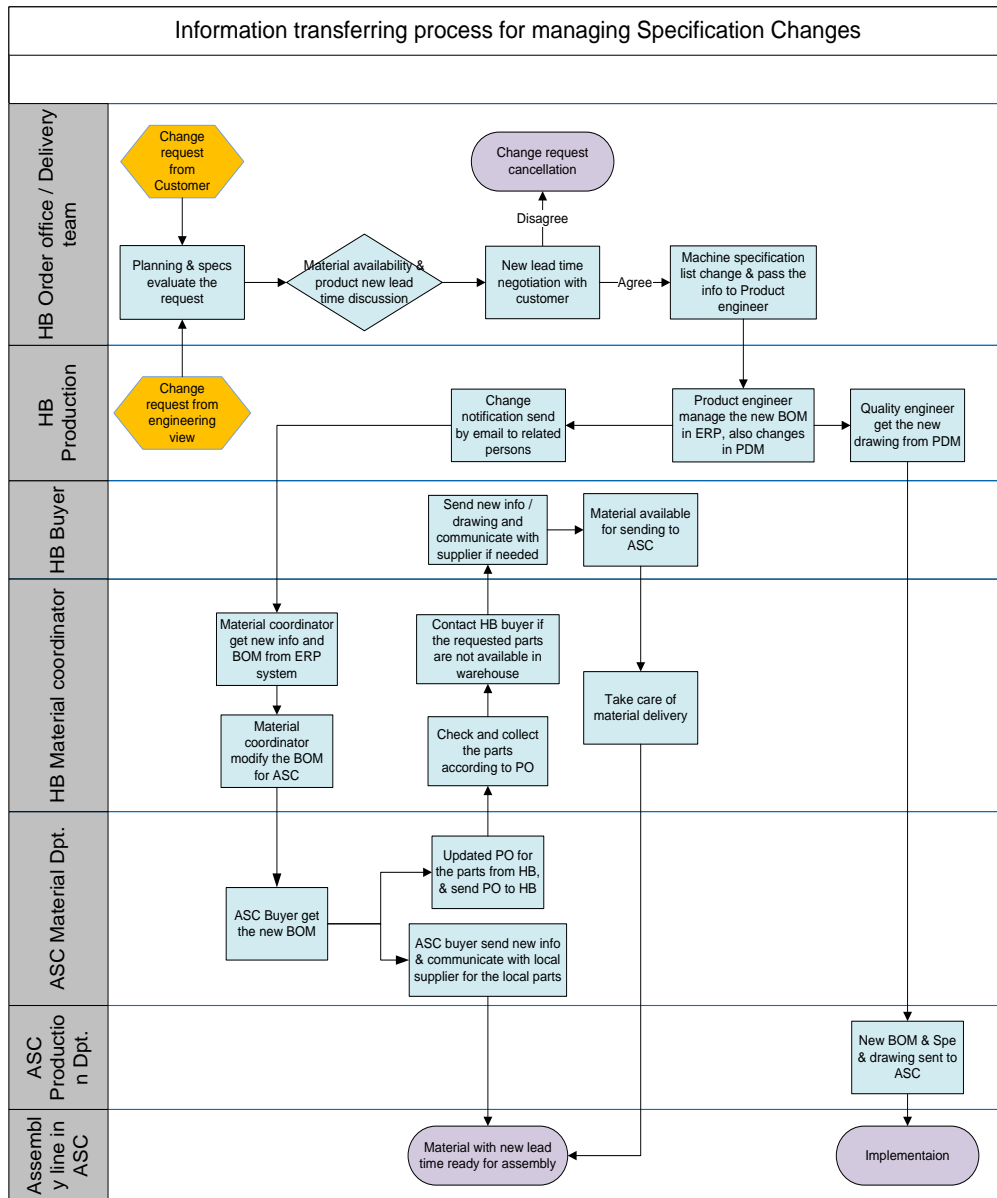 Information transferring process for managing Specification Changes
HB Order office / Delivery
team
Change
request
from
Customer
Change request
cancellation
Disagree
Planning & specs
evaluate the
request
Material availability &
product new lead
time discussion
New lead time
negotiation with
customer
Agree
Machine specification
list change & pass the
info to Product
engineer
HB
Production
Change
request from
engineering
view
Change
notification send
by email to related
persons
Product engineer
manage the new BOM
in ERP, also changes
in PDM
Quality engineer
get the new
drawing from PDM
HB Buyer
Send new info /
drawing and
communicate with
supplier if needed
Material available
for sending to
ASC
HB Material coordinator
Material coordinator
get new info and
BOM from ERP
system
Contact HB buyer if
the requested parts
are not available in
warehouse
Take care of
material delivery
Material
coordinator
modify the BOM
for ASC
Check and collect
the parts
according to PO
ASC Material Dpt.
Updated PO for
the parts from HB,
& send PO to HB
ASC Buyer get
the new BOM
ASC buyer send new info
& communicate with local
supplier for the local parts
ASC
Productio
n Dpt.
New BOM & Spe
& drawing sent to
ASC
Assembl
y line in
ASC
Material with new lead
time ready for assembly
Implementaion